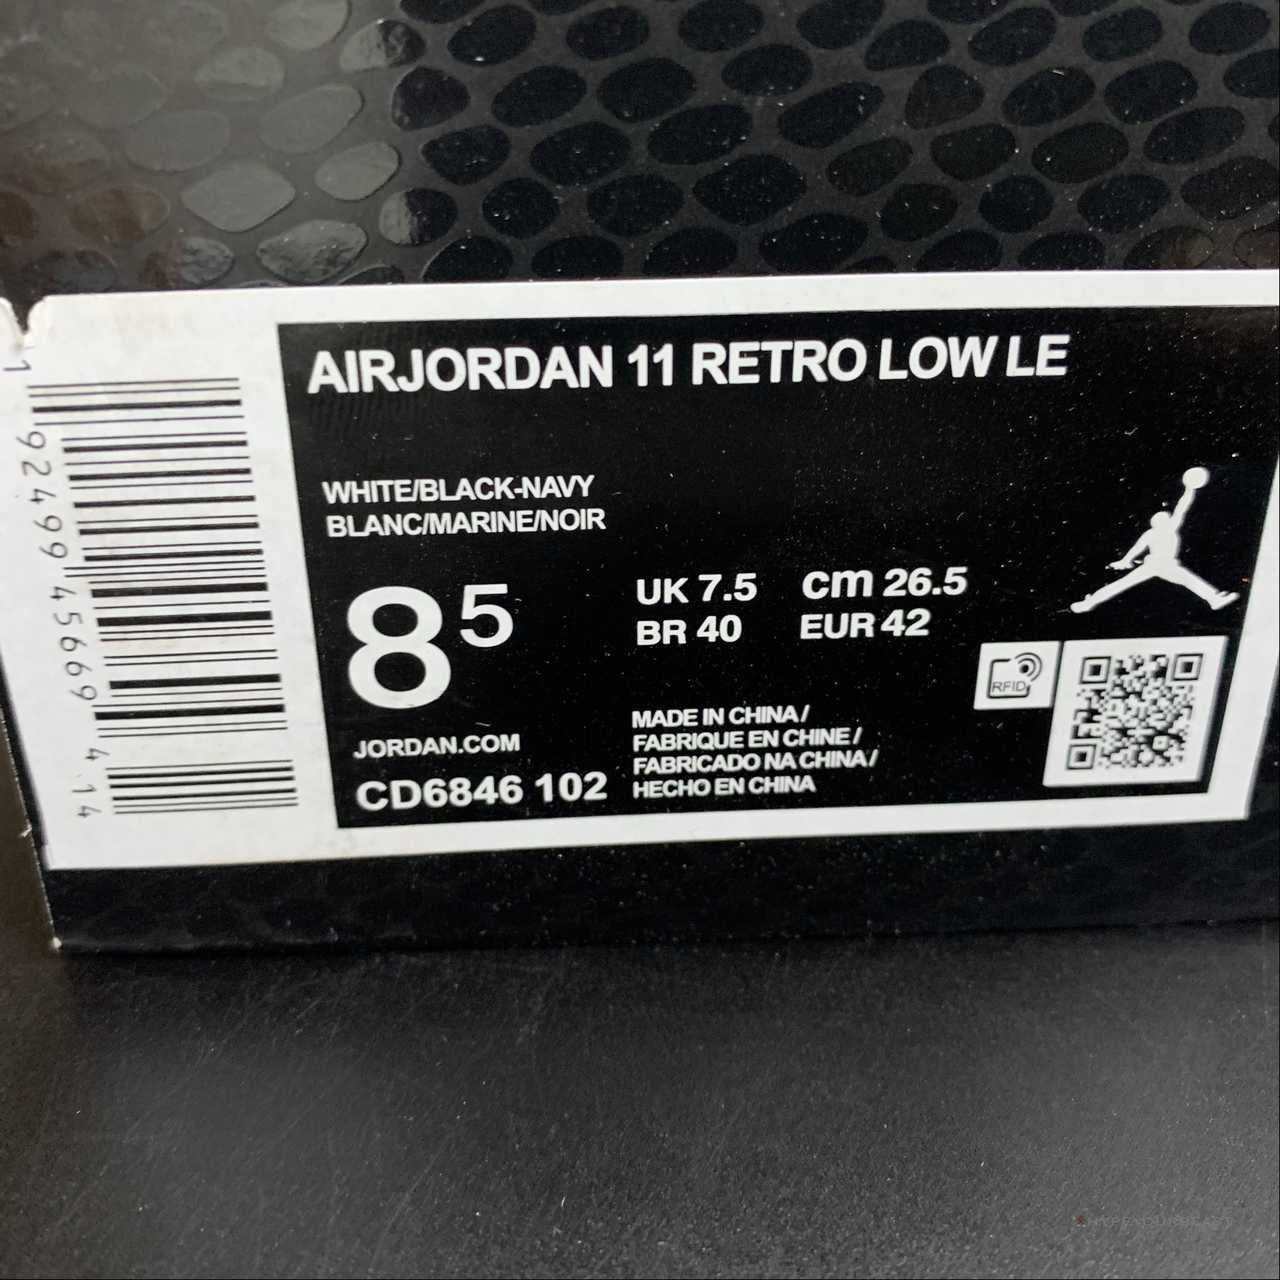 AIRJORDAN 11 RETRO LOW LE
WHITE/BLACK-NAVY
BLANC/MARINE/NOIR
8 5
UK 7.5 cm 26.5
BR 40 EUR 42
JORDAN.COM
CD6846 102
MADE IN CHINA /
FABRIQUE EN CHINE /
FABRICADO NA CHINA /
HECHO EN CHINA
RFID
1 92499 45669 4 14